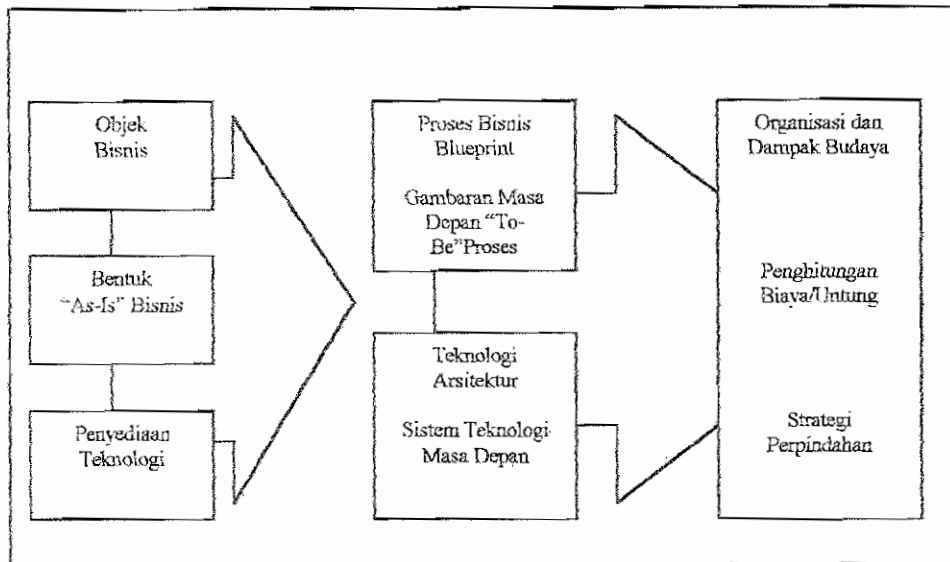 Objek
Bisnis
Bentuk
"As-Is" Bisnis
Penyediaan
Teknologi
Proses Bisnis
Blueprint
Gambaran Masa
Depan "To-
Be"Proses
Teknologi
Arsitektur
Sistem Teknologi
Masa Depan
Organisasi dan
Dampak Budaya
Penghitungan
Biaya/Untung
Strategi
Perpindahan